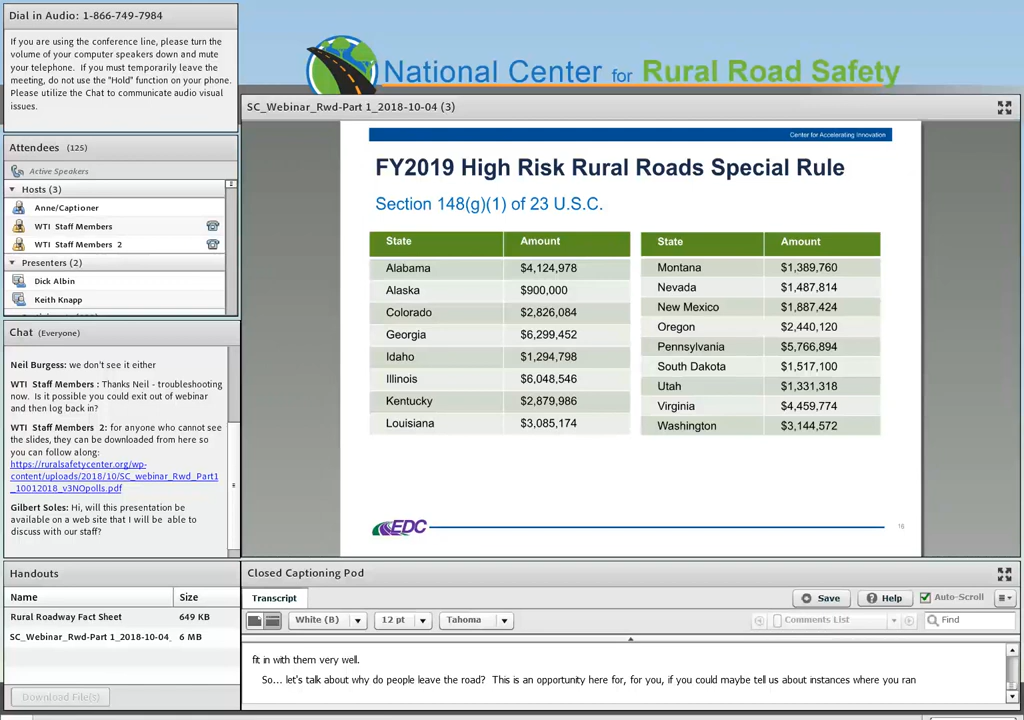 Dial in Audio: 1-866-749-7984
If you are using the conference line, please turn the
volume of your computer speakers down and mute
your telephone. If you must temporarily leave the
meeting, do not use the "Hold" function on your phone.
Please utilize the Chat to communicate audio visual
issues.
National Center for Rural Road Safety
Attendees (125)
Active Speakers
Hosts (3)
Anne/Captioner
WTI Staff Members
WTI Staff Members 2
Presenters (2)
Dick Albin
Keith Knapp
Chat (Everyone)
Neil Burgess: we don't see it either
WTI Staff Members : Thanks Neil - troubleshooting
now. Is it possible you could exit out of webinar
and then log back in?
WTI Staff Members 2: for anyone who cannot see
the slides, they can be downloaded from here so
you can follow along:
https://ruralsafetycenter.org/wp-
content/uploads/2018/10/SC_webinar_Rwd_Part1
_10012018_v3NOpolls.pdf
Gilbert Soles: Hi, will this presentation be
available on a web site that I will be able to
discuss with our staff?
Handouts
Name Size
Rural Roadway Fact Sheet 649 KB
SC_Webinar_Rwd-Part 1_2018-10-04_ 6 MB
Download File(s)
SC_Webinar_Rwd-Part 1_2018-10-04 (3)
Center for Accelerating Innovation
FY2019 High Risk Rural Roads Special Rule
Section 148(g)(1) of 23 U.S.C.
State Amount
Alabama $4,124,978
Alaska $900,000
Colorado $2,826,084
Georgia $6,299,452
Idaho $1,294,798
Illinois $6,048,546
Kentucky $2,879,986
Louisiana $3,085,174
State Amount
Montana $1,389,760
Nevada $1,487,814
New Mexico $1,887,424
Oregon $2,440,120
Pennsylvania $5,766,894
South Dakota $1,517,100
Utah $1,331,318
Virginia $4,459,774
Washington $3,144,572
EDC
16
Closed Captioning Pod
Transcript Save Help Auto-Scroll
White (B) 12 pt Tahoma Comments List Find
fit in with them very well.
So... let's talk about why do people leave the road? This is an opportunity here for, for you, if you could maybe tell us about instances where you ran